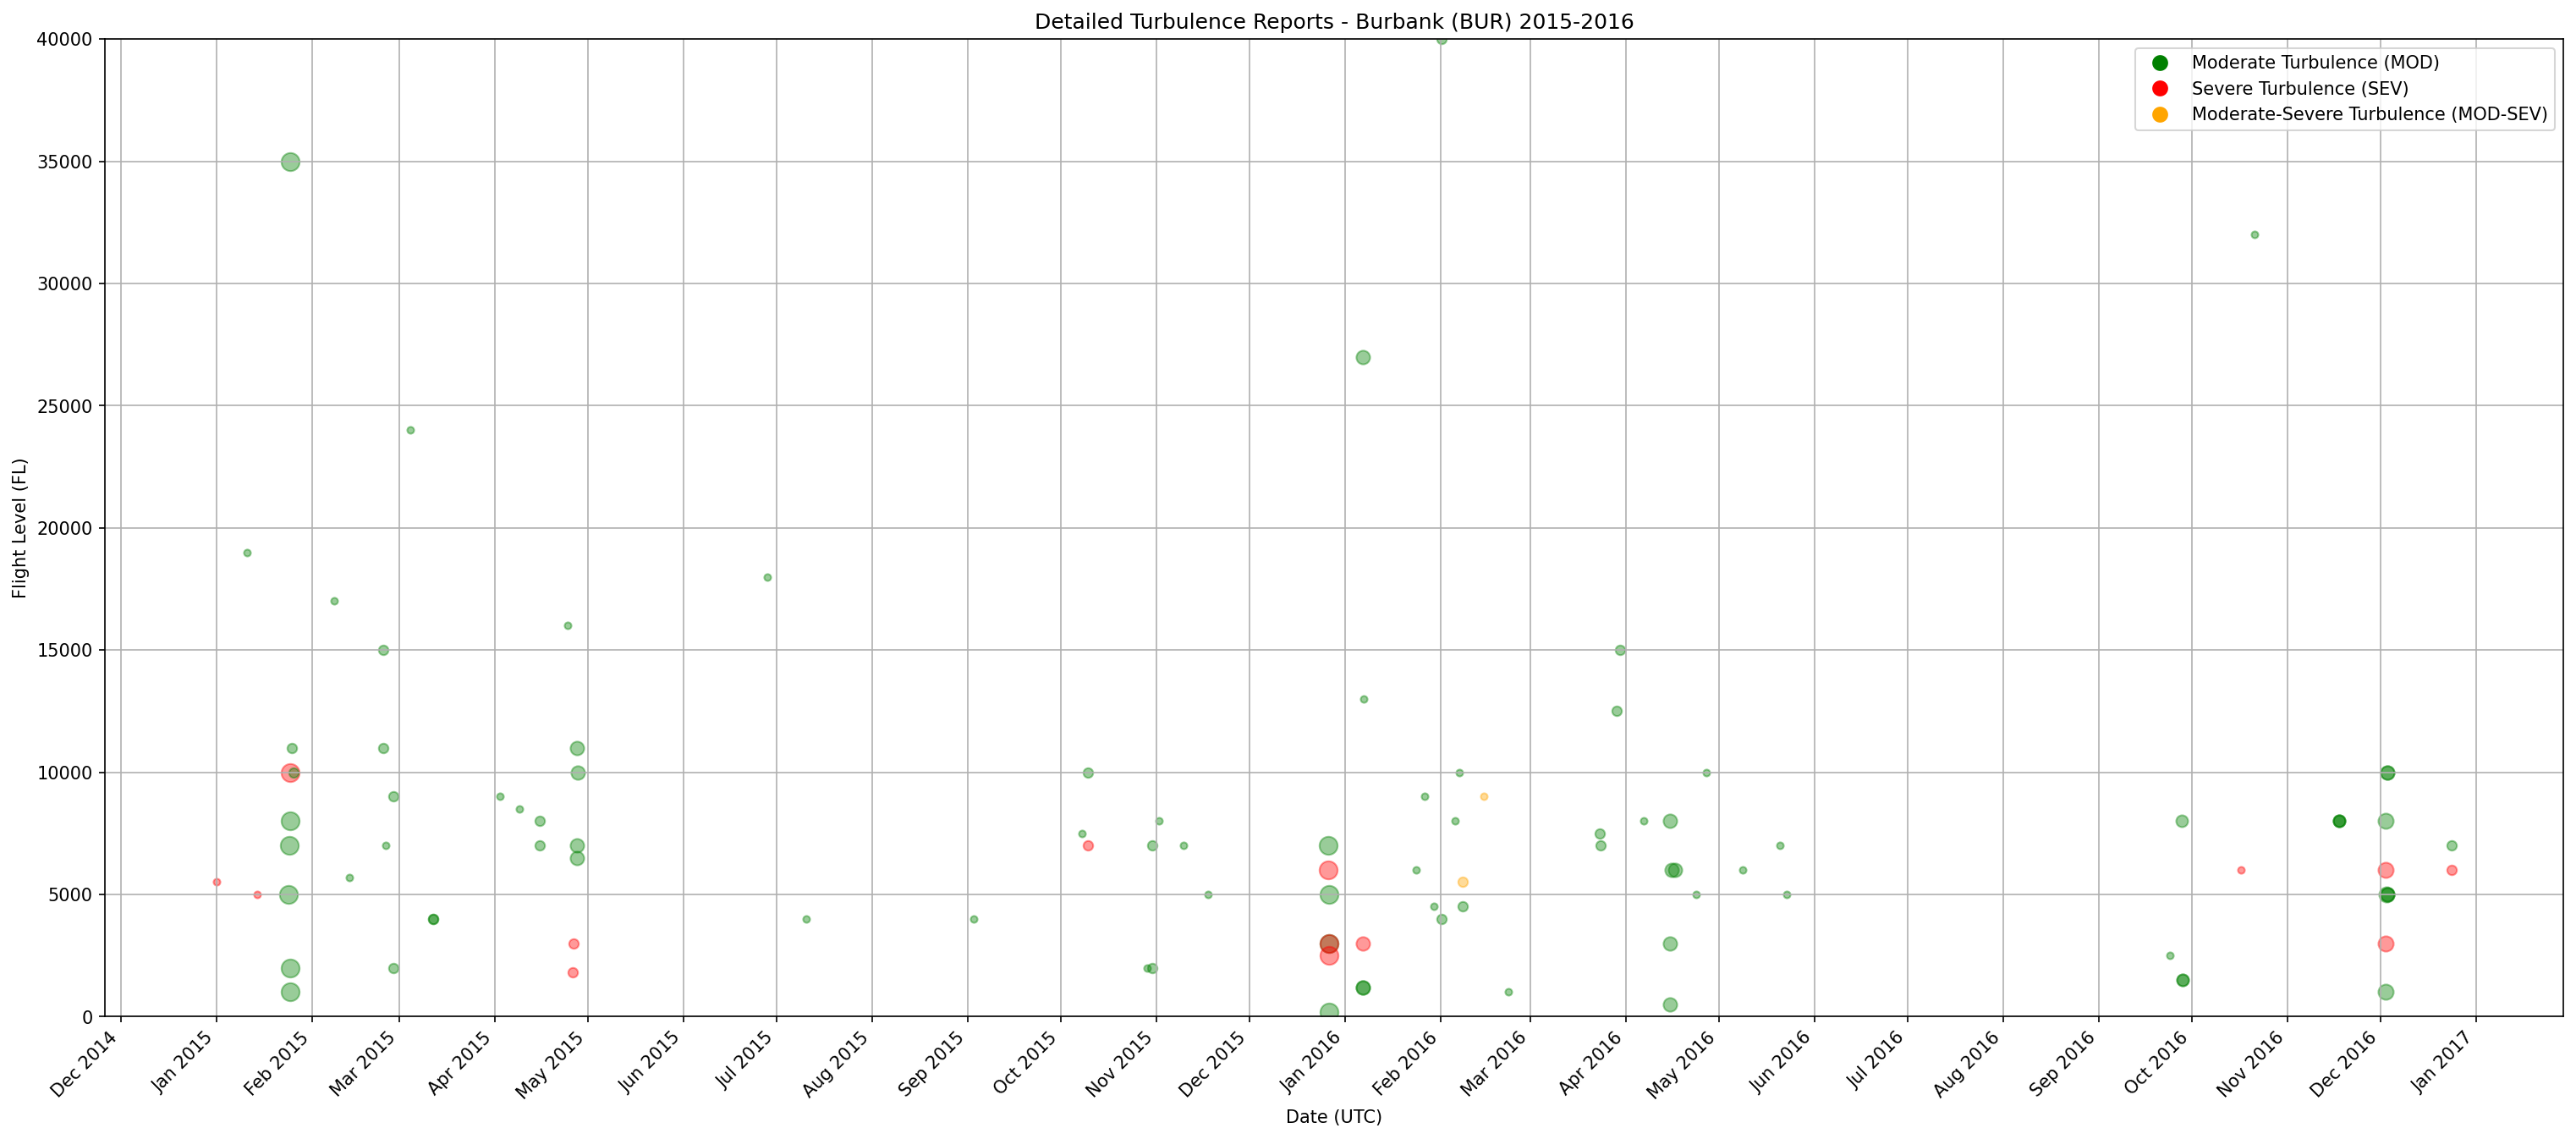 Detailed Turbulence Reports - Burbank (BUR) 2015-2016
Moderate Turbulence (MOD)
Severe Turbulence (SEV)
Moderate-Severe Turbulence (MOD-SEV)
Flight Level (FL)
40000
35000
30000
25000
20000
15000
10000
5000
0
Dec 2014
Jan 2015
Feb 2015
Mar 2015
Apr 2015
May 2015
Jun 2015
Jul 2015
Aug 2015
Sep 2015
Oct 2015
Nov 2015
Dec 2015
Jan 2016
Feb 2016
Mar 2016
Apr 2016
May 2016
Jun 2016
Jul 2016
Aug 2016
Sep 2016
Oct 2016
Nov 2016
Dec 2016
Jan 2017
Date (UTC)